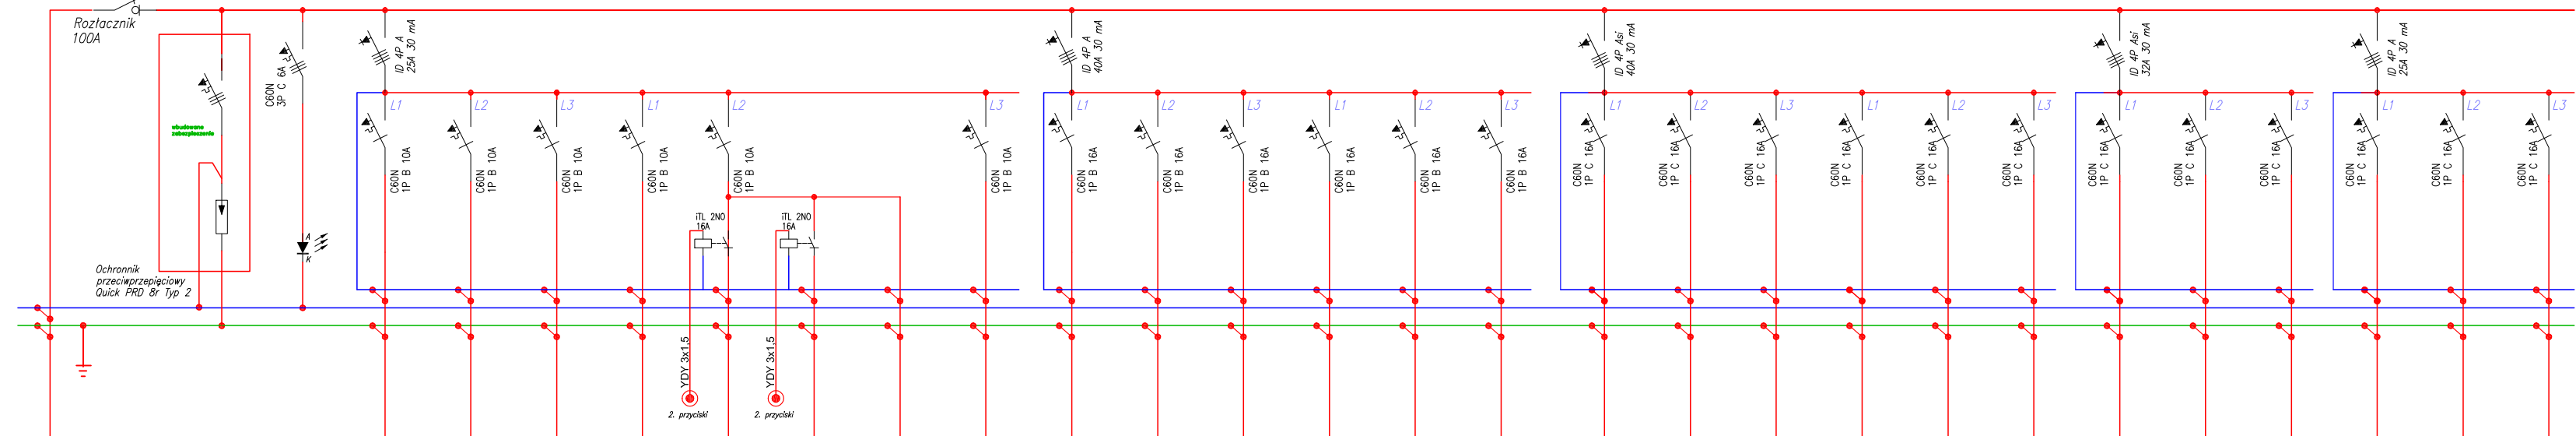 Rozłacznik
100A
wbudowane
zabezpieczenie
Ochronnik
przeciwprzepięciowy
Quick PRD 8r Typ 2
C60N
3P C 6A
A
K
ID 4P A
25A 30 mA
L1
L2
L3
L1
L2
L3
C60N
1P B 10A
C60N
1P B 10A
C60N
1P B 10A
C60N
1P B 10A
C60N
1P B 10A
C60N
1P B 10A
iTL 2NO
16A
iTL 2NO
16A
YDY 3x1,5
YDY 3x1,5
2. przyciski
2. przyciski
ID 4P A
40A 30 mA
L1
L2
L3
L1
L2
L3
C60N
1P B 16A
C60N
1P B 16A
C60N
1P B 16A
C60N
1P B 16A
C60N
1P B 16A
C60N
1P B 16A
ID 4P Asi
40A 30 mA
L1
L2
L3
L1
L2
L3
C60N
1P C 16A
C60N
1P C 16A
C60N
1P C 16A
C60N
1P C 16A
C60N
1P C 16A
C60N
1P C 16A
ID 4P Asi
32A 30 mA
L1
L2
L3
C60N
1P C 16A
C60N
1P C 16A
C60N
1P C 16A
ID 4P A
25A 30 mA
L1
L2
L3
C60N
1P C 16A
C60N
1P C 16A
C60N
1P C 16A